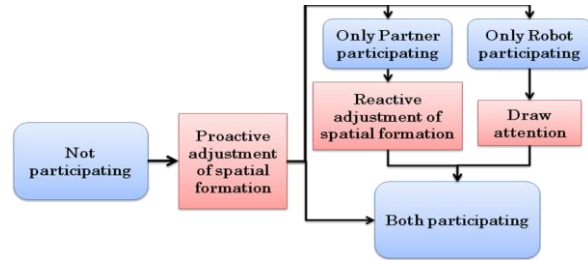 Not
participating
Proactive
adjustment
of spatial
formation
Only Partner
participating
Only Robot
participating
Reactive
adjustment of
spatial formation
Draw
attention
Both participating